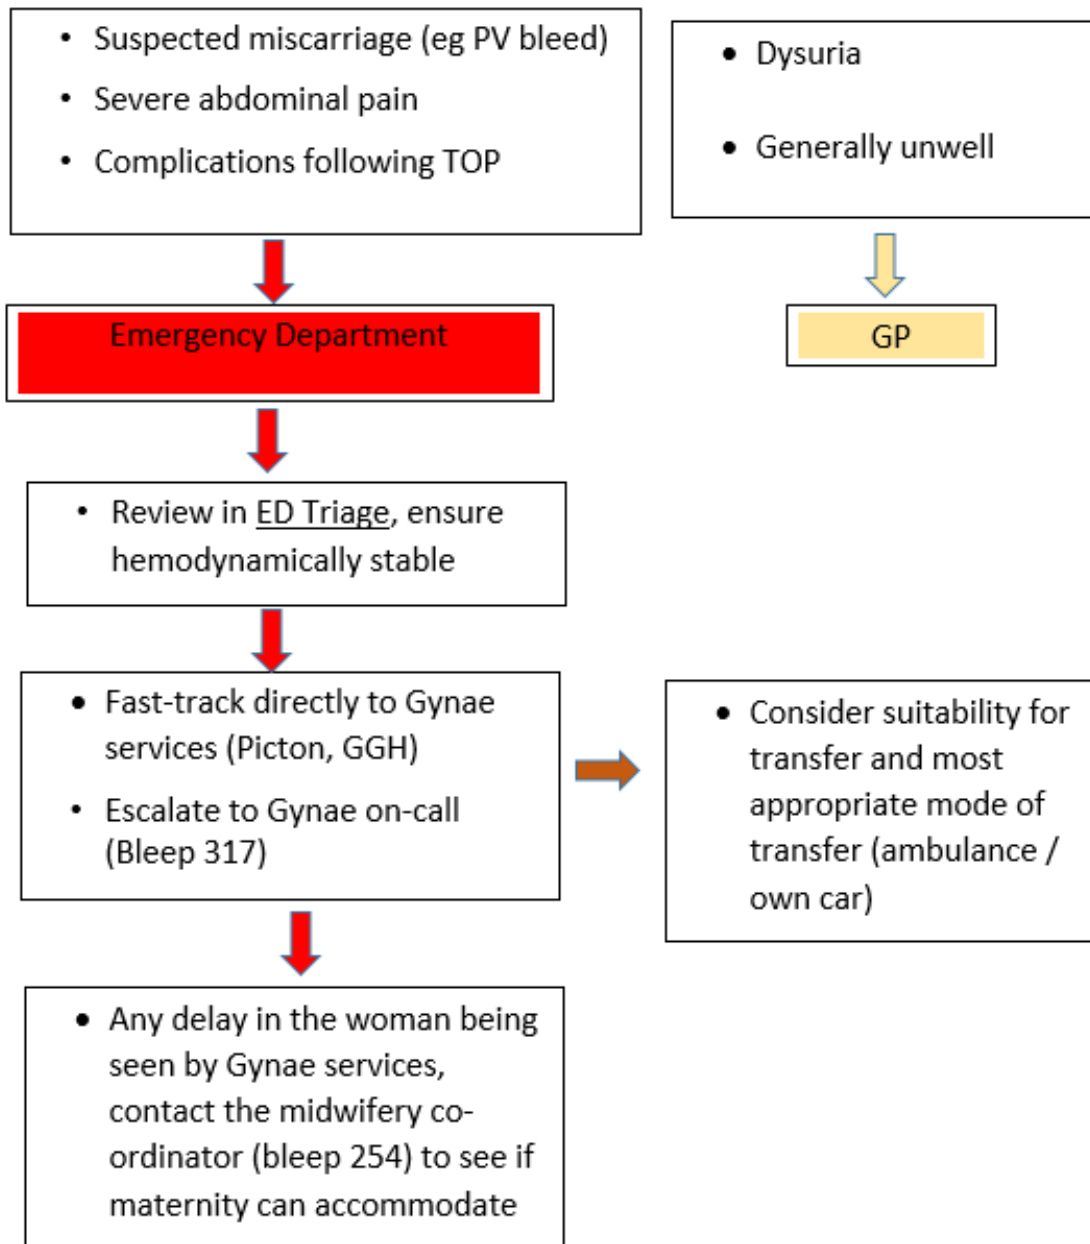 • Suspected miscarriage (eg PV bleed)
• Severe abdominal pain
• Complications following TOP
• Dysuria
• Generally unwell
Emergency Department
GP
• Review in ED Triage, ensure
hemodynamically stable
• Fast-track directly to Gynae
services (Picton, GGH)
• Escalate to Gynae on-call
(Bleep 317)
• Consider suitability for
transfer and most
appropriate mode of
transfer (ambulance /
own car)
• Any delay in the woman being
seen by Gynae services,
contact the midwifery co-
ordinator (bleep 254) to see if
maternity can accommodate